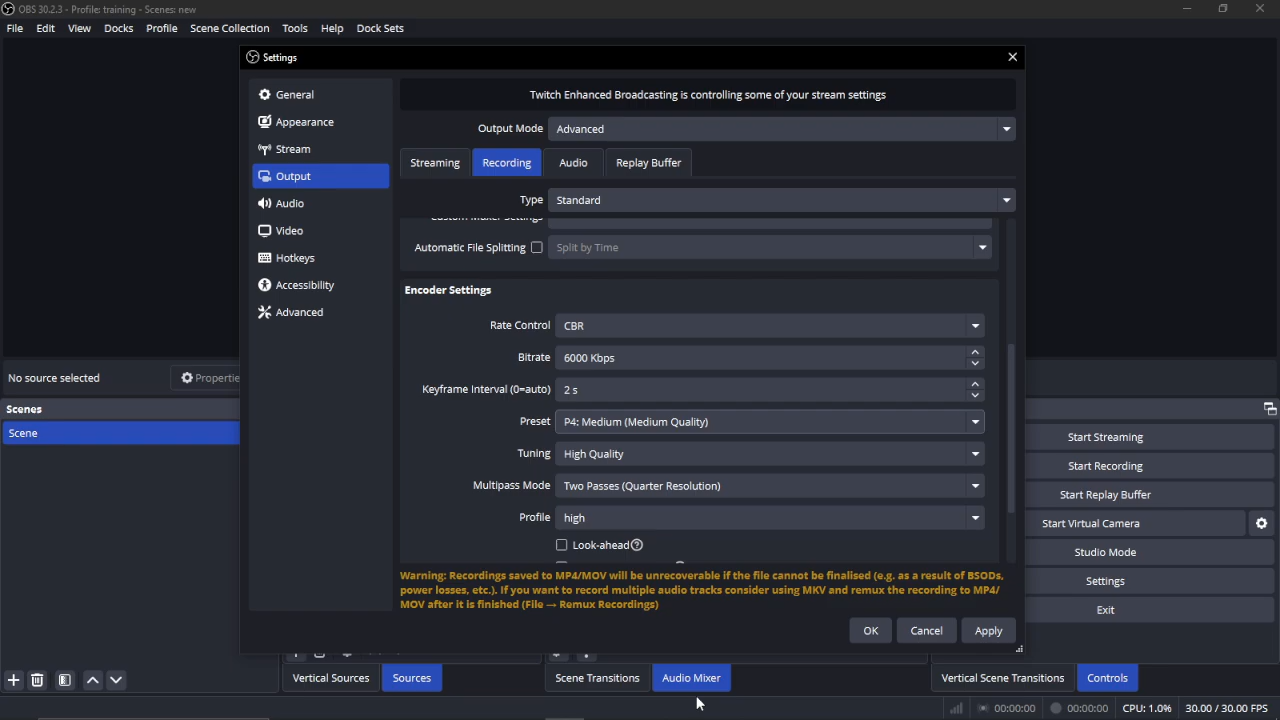 OBS 30.2.3 - Profile: training - Scenes: new
File Edit View Docks Profile Scene Collection Tools Help Dock Sets
Settings
General
Appearance
Stream
Output
Audio
Video
Hotkeys
Accessibility
Advanced
Twitch Enhanced Broadcasting is controlling some of your stream settings
Output Mode Advanced
Streaming Recording Audio Replay Buffer
Type Standard
Custom Muxer Settings
Automatic File Splitting Split by Time
Encoder Settings
Rate Control CBR
Bitrate 6000 Kbps
Keyframe Interval (0=auto) 2 s
Preset P4: Medium (Medium Quality)
Tuning High Quality
Multipass Mode Two Passes (Quarter Resolution)
Profile high
Look-ahead
Warning: Recordings saved to MP4/MOV will be unrecoverable if the file cannot be finalised (e.g. as a result of BSODs,
power losses, etc.). If you want to record multiple audio tracks consider using MKV and remux the recording to MP4/
MOV after it is finished (File → Remux Recordings)
OK Cancel Apply
No source selected
Propertie
Scenes
Scene
Start Streaming
Start Recording
Start Replay Buffer
Start Virtual Camera
Studio Mode
Settings
Exit
Vertical Sources Sources Scene Transitions Audio Mixer Vertical Scene Transitions Controls
00:00:00 00:00:00 CPU: 1.0% 30.00 / 30.00 FPS